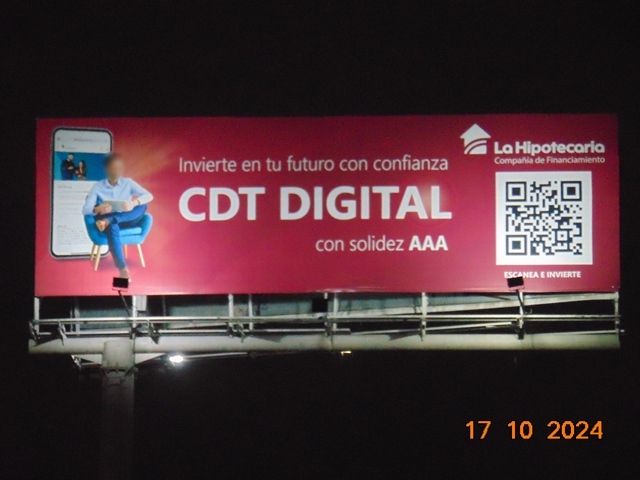 Invierte en tu futuro con confianza
CDT DIGITAL
con solidez AAA
La Hipotecaria
Compañía de Financiamiento
ESCANEA E INVIERTE
17 10 2024